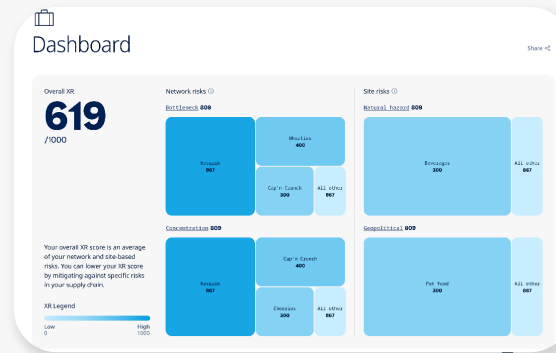 Dashboard
Share
Overall XR
619
/1000
Your overall XR score is an average
of your network and site-based
risks. You can lower your XR score
by mitigating against specific risks
in your supply chain.
XR Legend
Low
High
0
1000
Network risks
Bottleneck 809
Nesquik
867
Wheaties
400
Cap'n Crunch
300
All other
867
Concentration 809
Nesquik
867
Cap'n Crunch
400
Cheerios
300
All other
867
Site risks
Natural hazard 809
Beverages
300
All other
867
Geopolitical 809
Pet food
300
All other
867